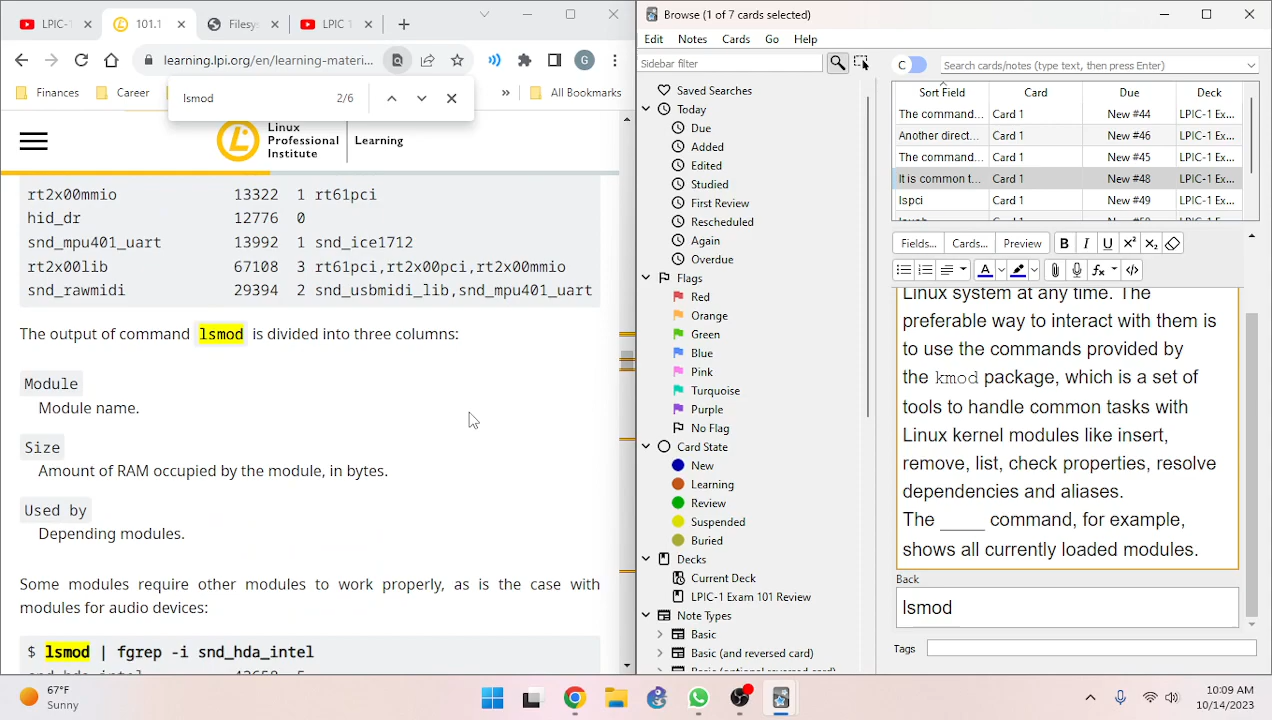 LPIC-
101.1
Filesy
LPIC 1
learning.lpi.org/en/learning-materi...
G
Finances
Career
»
All Bookmarks
lsmod
2/6
Linux
Professional
Institute
Learning
rt2x00mmio 13322 1 rt61pci
hid_dr 12776 0
snd_mpu401_uart 13992 1 snd_ice1712
rt2x00lib 67108 3 rt61pci,rt2x00pci,rt2x00mmio
snd_rawmidi 29394 2 snd_usbmidi_lib,snd_mpu401_uart
The output of command lsmod is divided into three columns:
Module
Module name.
Size
Amount of RAM occupied by the module, in bytes.
Used by
Depending modules.
Some modules require other modules to work properly, as is the case with
modules for audio devices:
$ lsmod | fgrep -i snd_hda_intel
Browse (1 of 7 cards selected)
Edit Notes Cards Go Help
Sidebar filter
Saved Searches
Today
Due
Added
Edited
Studied
First Review
Rescheduled
Again
Overdue
Flags
Red
Orange
Green
Blue
Pink
Turquoise
Purple
No Flag
Card State
New
Learning
Review
Suspended
Buried
Decks
Current Deck
LPIC-1 Exam 101 Review
Note Types
Basic
Basic (and reversed card)
Basic (optional reversed card)
C
Search cards/notes (type text, then press Enter)
Sort Field Card Due Deck
The command... Card 1 New #44 LPIC-1 Ex...
Another direct... Card 1 New #46 LPIC-1 Ex...
The command... Card 1 New #45 LPIC-1 Ex...
It is common t... Card 1 New #48 LPIC-1 Ex...
lspci Card 1 New #49 LPIC-1 Ex...
Fields... Cards... Preview B I U x² x₂
A fx
Linux system at any time. The
preferable way to interact with them is
to use the commands provided by
the kmod package, which is a set of
tools to handle common tasks with
Linux kernel modules like insert,
remove, list, check properties, resolve
dependencies and aliases.
The _____ command, for example,
shows all currently loaded modules.
Back
lsmod
Tags
67°F
Sunny
10:09 AM
10/14/2023